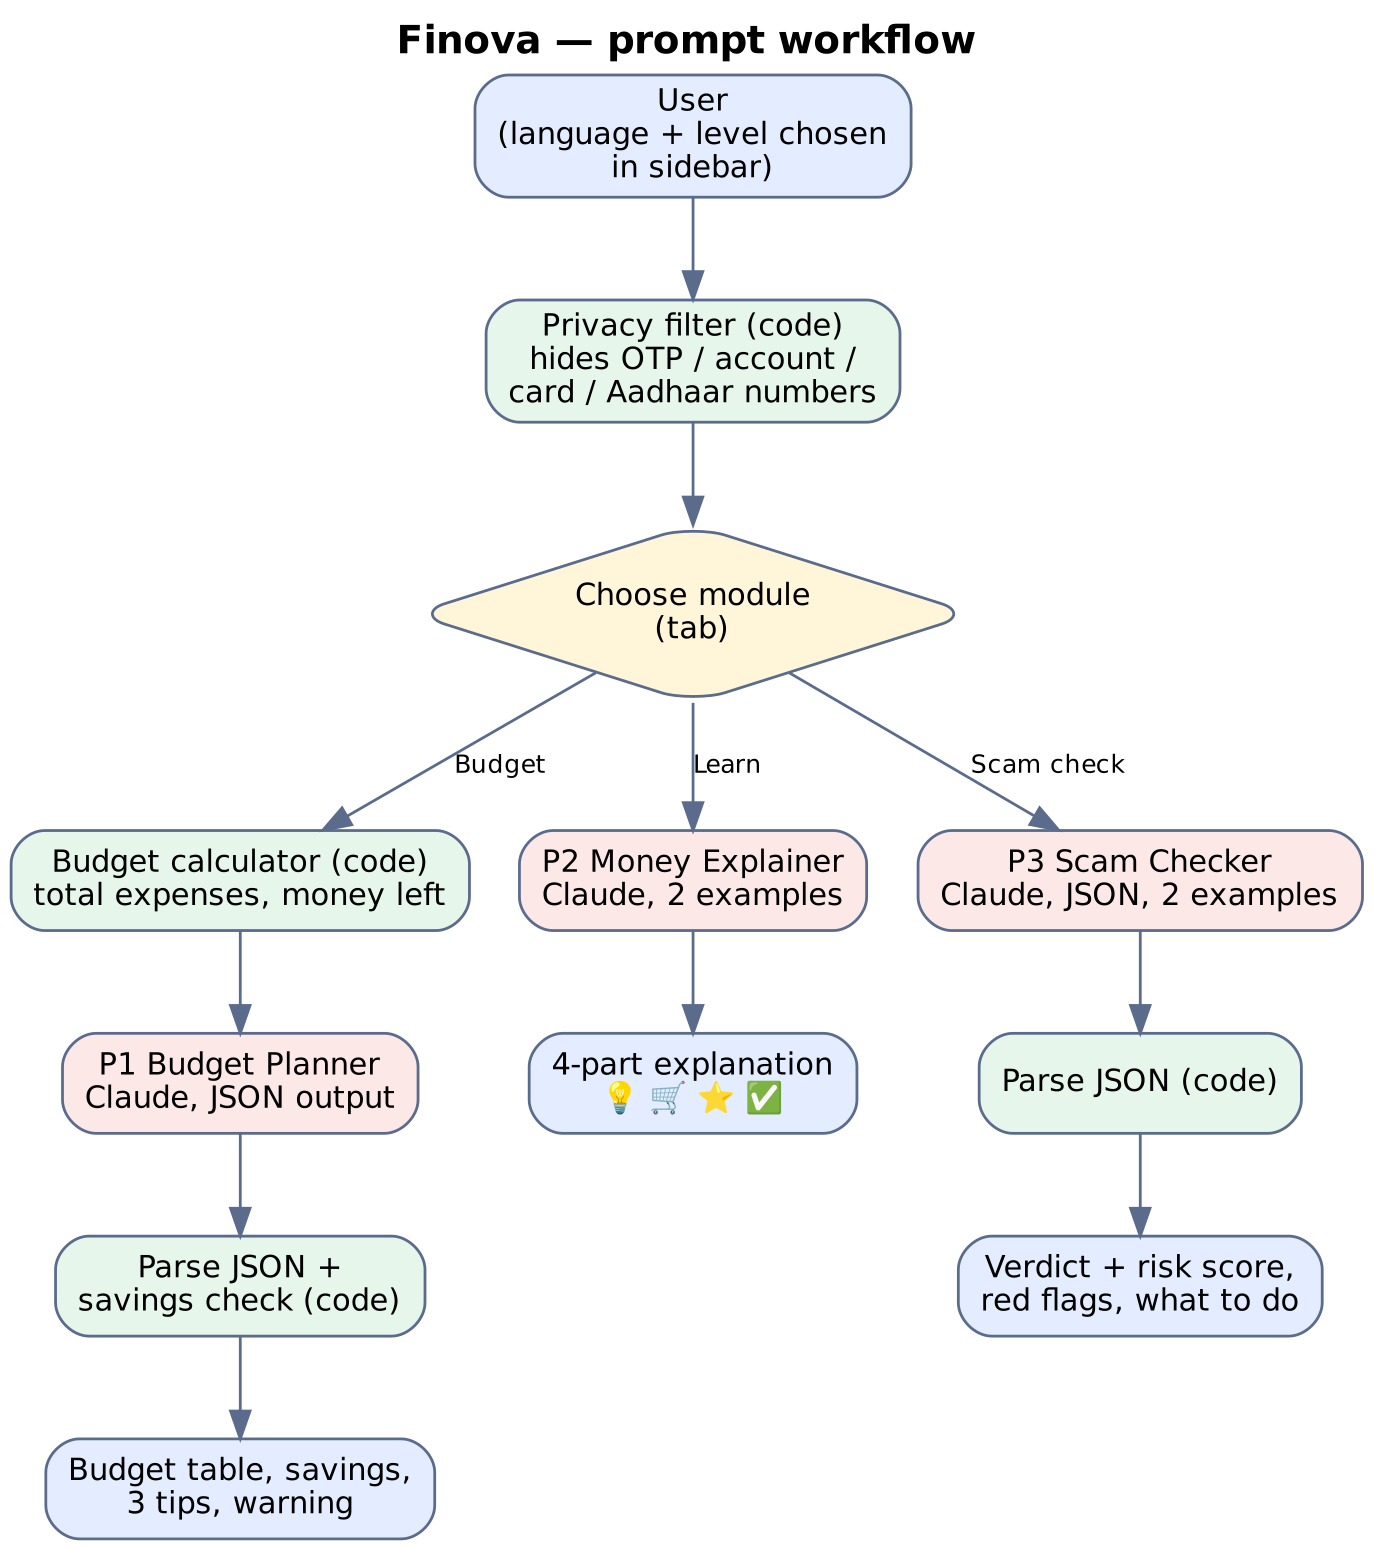 Finova — prompt workflow
User
(language + level chosen
in sidebar)
Privacy filter (code)
hides OTP / account /
card / Aadhaar numbers
Choose module
(tab)
Budget
Learn
Scam check
Budget calculator (code)
total expenses, money left
P2 Money Explainer
Claude, 2 examples
P3 Scam Checker
Claude, JSON, 2 examples
P1 Budget Planner
Claude, JSON output
4-part explanation
💡 🛒 ⭐ ✅
Parse JSON (code)
Parse JSON +
savings check (code)
Verdict + risk score,
red flags, what to do
Budget table, savings,
3 tips, warning